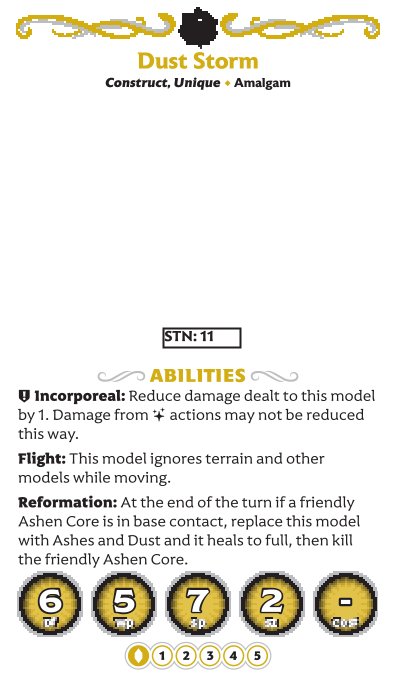 Dust Storm
Construct, Unique • Amalgam
STN: 11
ABILITIES
Incorporeal: Reduce damage dealt to this model
by 1. Damage from actions may not be reduced
this way.
Flight: This model ignores terrain and other
models while moving.
Reformation: At the end of the turn if a friendly
Ashen Core is in base contact, replace this model
with Ashes and Dust and it heals to full, then kill
the friendly Ashen Core.
6 5 7 2 -
df wp sp sz cost
1 2 3 4 5